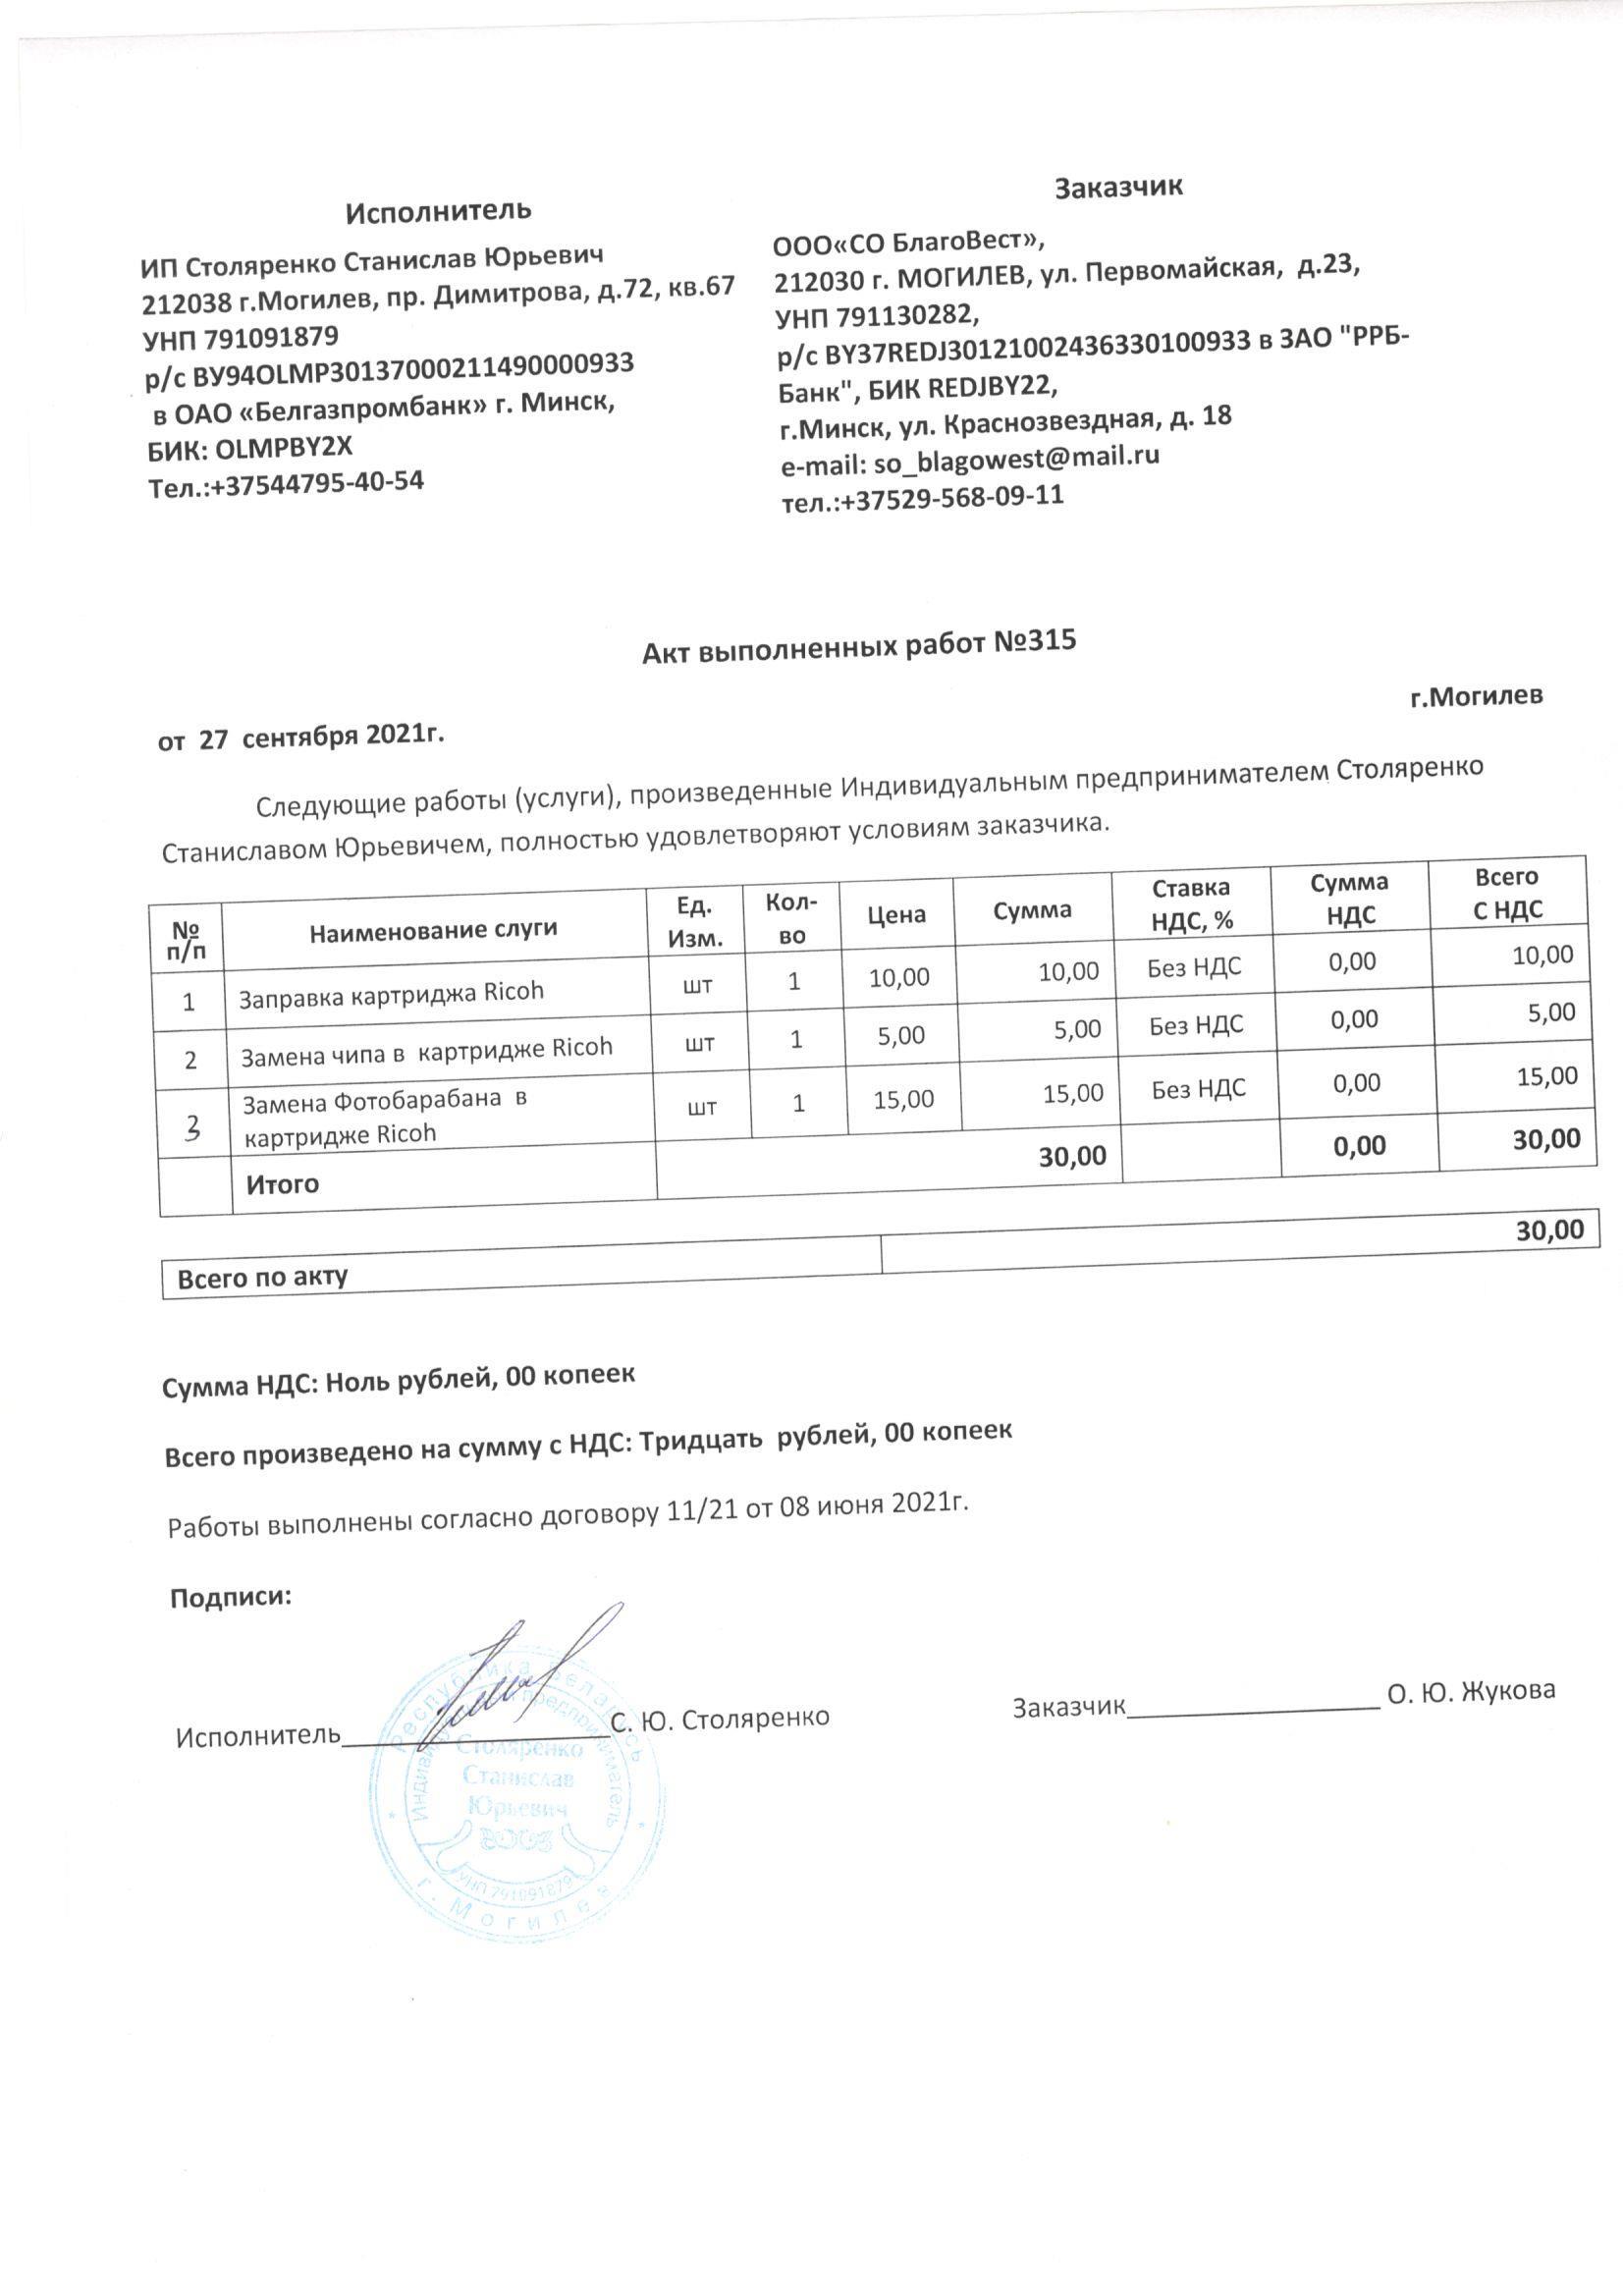 Исполнитель
ИП Столяренко Станислав Юрьевич
212038 г.Могилев, пр. Димитрова, д.72, кв.67
УНП 791091879
р/с BY94OLMP30137000211490000933
в ОАО «Белгазпромбанк» г. Минск,
БИК: OLMPBY2X
Тел.:+37544795-40-54
Заказчик
ООО«СО БлагоВест»,
212030 г. МОГИЛЕВ, ул. Первомайская, д.23,
УНП 791130282,
р/с BY37REDJ30121002436330100933 в ЗАО "РРБ-
Банк", БИК REDJBY22,
г.Минск, ул. Краснозвездная, д. 18
e-mail: so_blagowest@mail.ru
тел.:+37529-568-09-11
Акт выполненных работ №315
г.Могилев
от 27 сентября 2021г.
Следующие работы (услуги), произведенные Индивидуальным предпринимателем Столяренко
Станиславом Юрьевичем, полностью удовлетворяют условиям заказчика.
№ п/п Наименование слуги Ед. Изм. Кол-во Цена Сумма Ставка НДС, % Сумма НДС Всего С НДС
1 Заправка картриджа Ricoh шт 1 10,00 10,00 Без НДС 0,00 10,00
2 Замена чипа в картридже Ricoh шт 1 5,00 5,00 Без НДС 0,00 5,00
3 Замена Фотобарабана в картридже Ricoh шт 1 15,00 15,00 Без НДС 0,00 15,00
Итого 30,00 0,00 30,00
Всего по акту 30,00
Сумма НДС: Ноль рублей, 00 копеек
Всего произведено на сумму с НДС: Тридцать рублей, 00 копеек
Работы выполнены согласно договору 11/21 от 08 июня 2021г.
Подписи:
Исполнитель С. Ю. Столяренко
Заказчик О. Ю. Жукова
Республика Беларусь
Индивидуальный предприниматель
Столяренко
Станислав
Юрьевич
УНП 791091879
г. Могилев